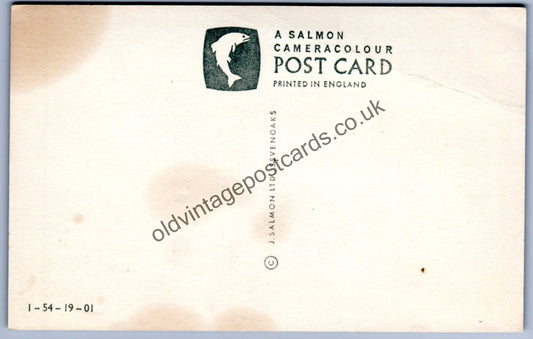 A SALMON
CAMERACOLOUR
POST CARD
PRINTED IN ENGLAND
© J. SALMON LTD. SEVENOAKS
oldvintagepostcards.co.uk
1-54-19-01